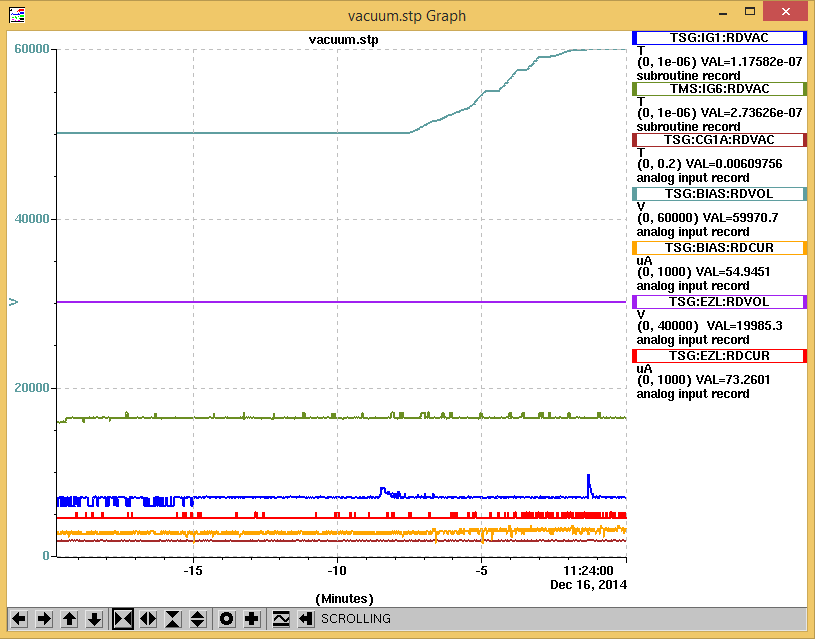 vacuum.stp Graph
vacuum.stp
60000
40000
V
20000
0
-15
-10
-5
11:24:00
Dec 16, 2014
(Minutes)
TSG:IG1:RDVAC
T
(0, 1e-06) VAL=1.17582e-07
subroutine record
TMS:IG6:RDVAC
T
(0, 1e-06) VAL=2.73626e-07
subroutine record
TSG:CG1A:RDVAC
T
(0, 0.2) VAL=0.00609756
analog input record
TSG:BIAS:RDVOL
V
(0, 60000) VAL=59970.7
analog input record
TSG:BIAS:RDCUR
uA
(0, 1000) VAL=54.9451
analog input record
TSG:EZL:RDVOL
V
(0, 40000)  VAL=19985.3
analog input record
TSG:EZL:RDCUR
uA
(0, 1000) VAL=73.2601
analog input record
SCROLLING